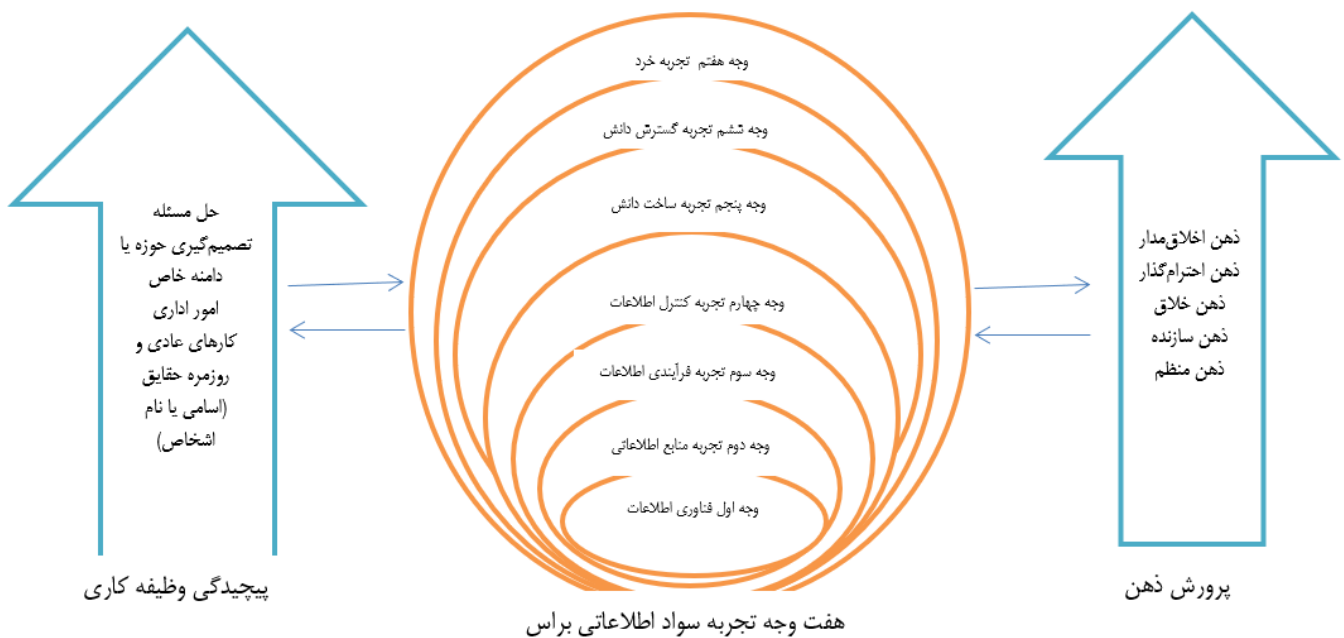 حل مسئله
تصمیم‌گیری حوزه یا
دامنه خاص
امور اداری
کارهای عادی و
روزمره حقایق
(اسامی یا نام
اشخاص)
پیچیدگی وظیفه کاری
وجه هفتم تجربه خرد
وجه ششم تجربه گسترش دانش
وجه پنجم تجربه ساخت دانش
وجه چهارم تجربه کنترل اطلاعات
وجه سوم تجربه فرآیندی اطلاعات
وجه دوم تجربه منابع اطلاعاتی
وجه اول فناوری اطلاعات
هفت وجه تجربه سواد اطلاعاتی براس
ذهن اخلاق‌مدار
ذهن احترام‌گذار
ذهن خلاق
ذهن سازنده
ذهن منظم
پرورش ذهن